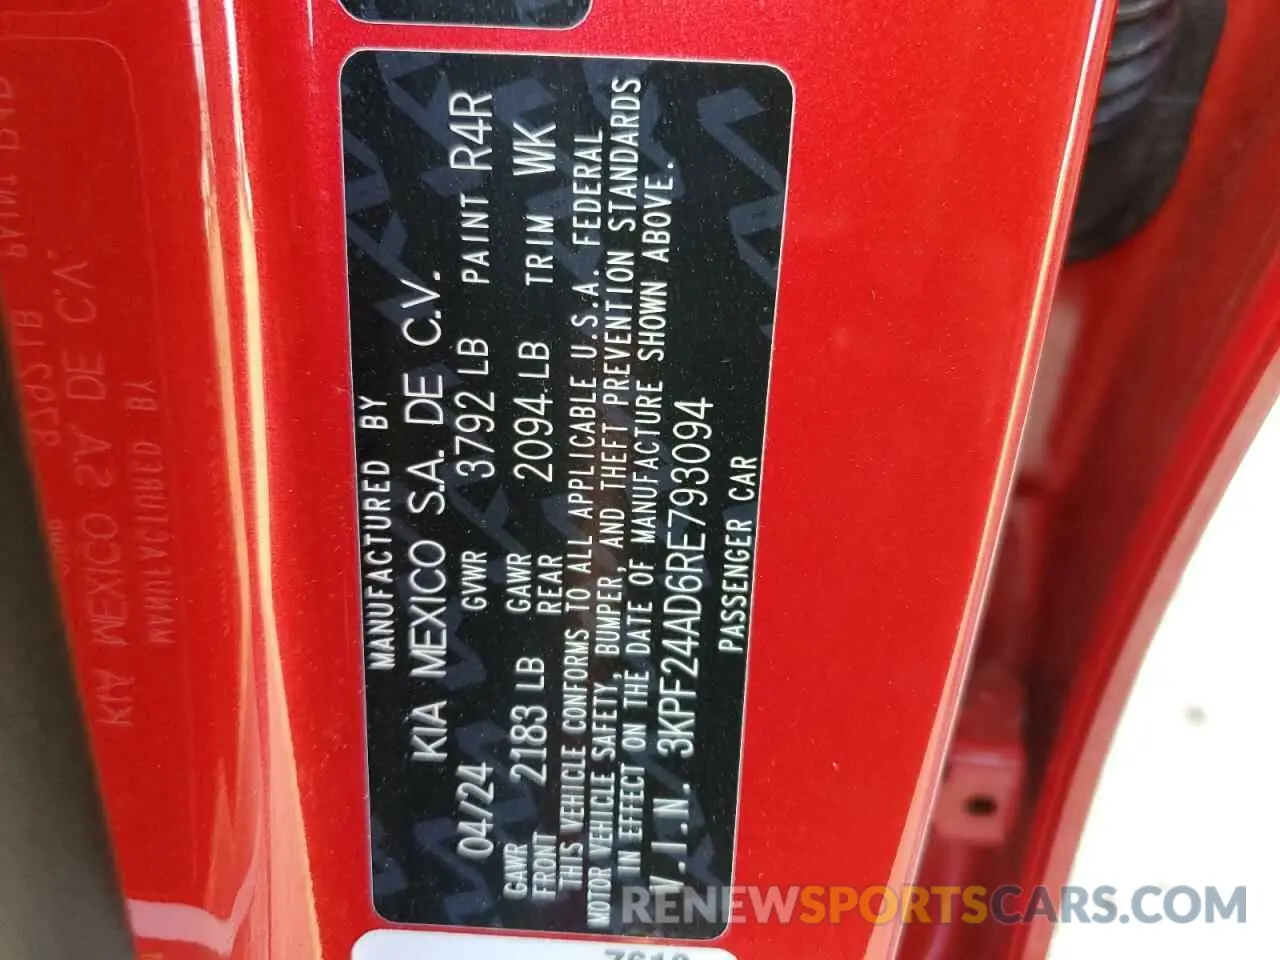 MANUFACTURED BY
KIA MEXICO S.A. DE C.V.
04/24 GVWR 3792 LB PAINT R4R
GAWR FRONT 2183 LB GAWR REAR 2094 LB TRIM WK
THIS VEHICLE CONFORMS TO ALL APPLICABLE U.S.A. FEDERAL
MOTOR VEHICLE SAFETY, BUMPER, AND THEFT PREVENTION STANDARDS
IN EFFECT ON THE DATE OF MANUFACTURE SHOWN ABOVE.
V.I.N. 3KPF24AD6RE793094
PASSENGER CAR
RENEWSPORTSCARS.COM